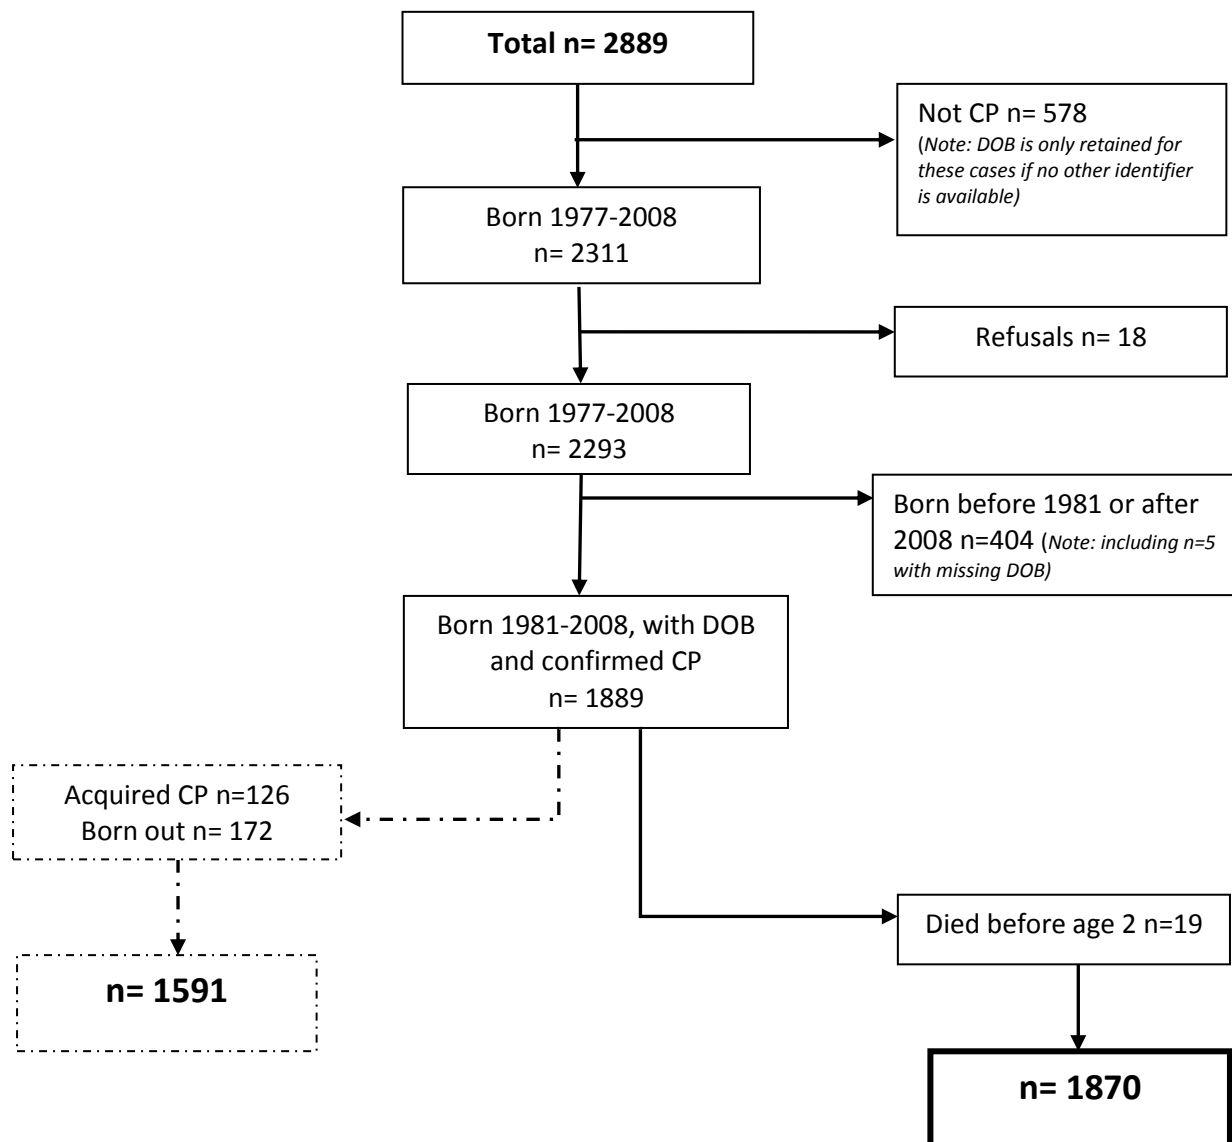 Total n= 2889
Not CP n= 578
(Note: DOB is only retained for
these cases if no other identifier
is available)
Born 1977-2008
n= 2311
Refusals n= 18
Born 1977-2008
n= 2293
Born before 1981 or after
2008 n=404 (Note: including n=5
with missing DOB)
Born 1981-2008, with DOB
and confirmed CP
n= 1889
Acquired CP n=126
Born out n= 172
Died before age 2 n=19
n= 1591
n= 1870